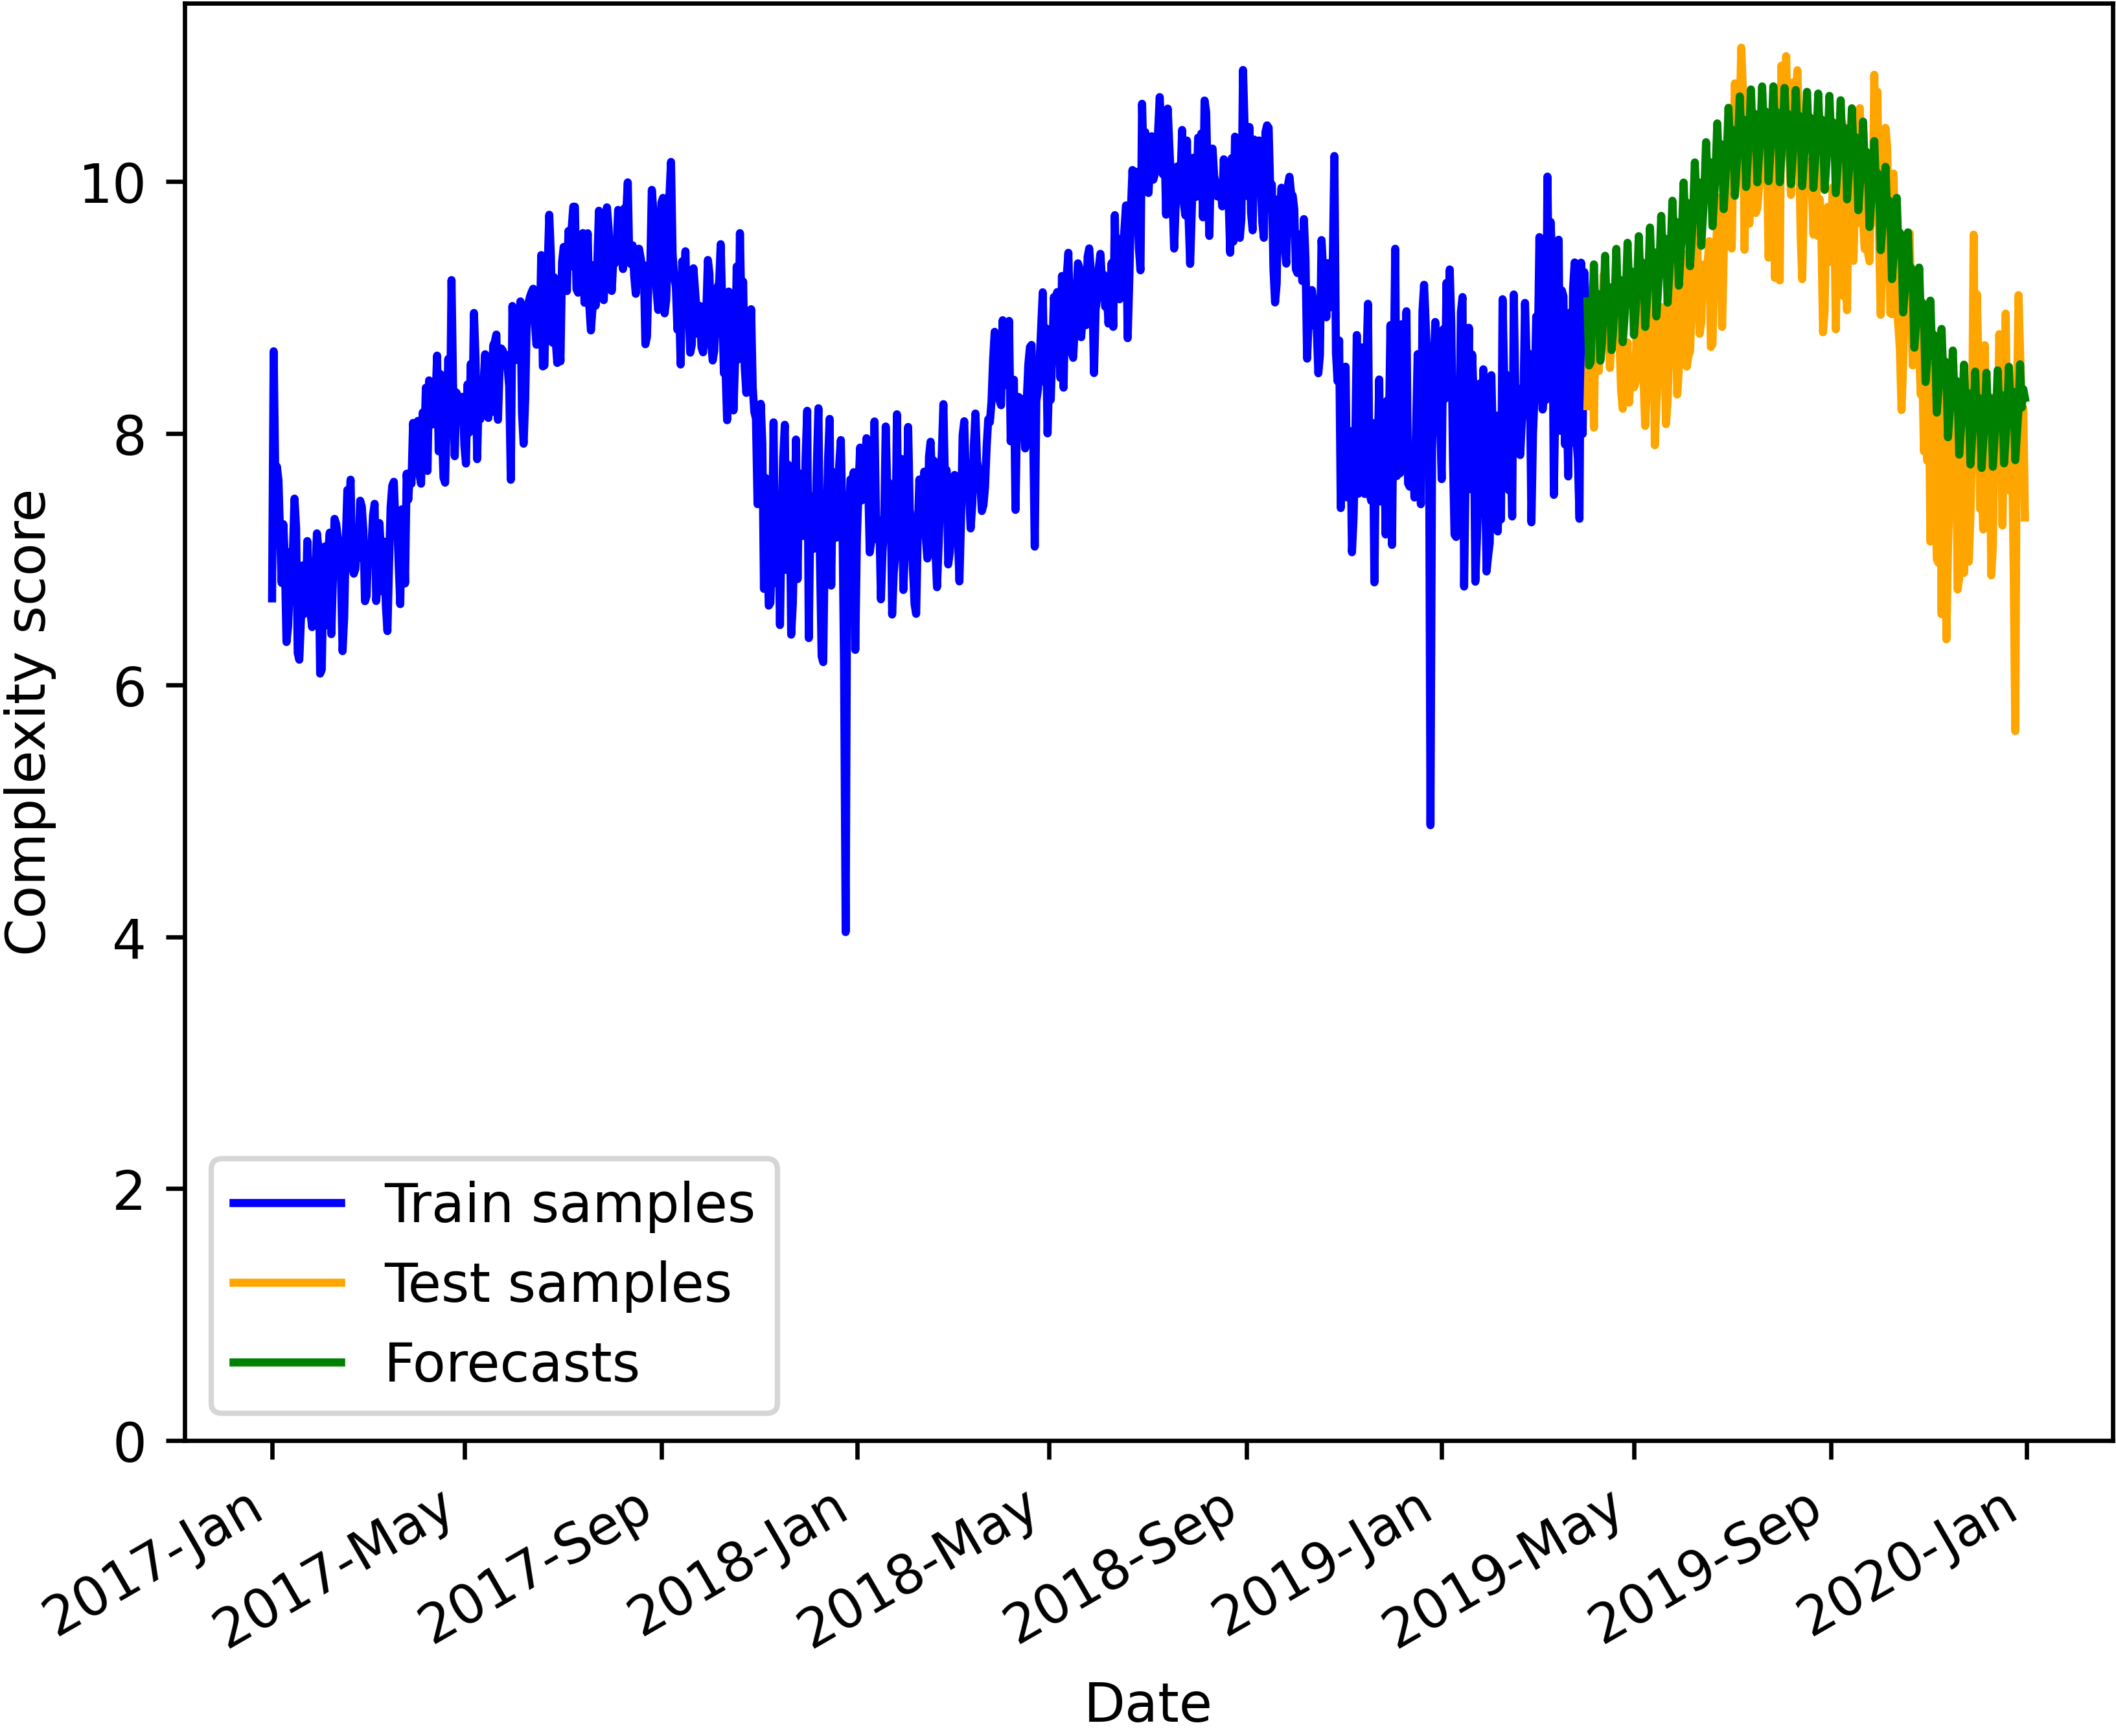 Complexity score
10
8
6
4
2
0
Train samples
Test samples
Forecasts
2017-Jan
2017-May
2017-Sep
2018-Jan
2018-May
2018-Sep
2019-Jan
2019-May
2019-Sep
2020-Jan
Date